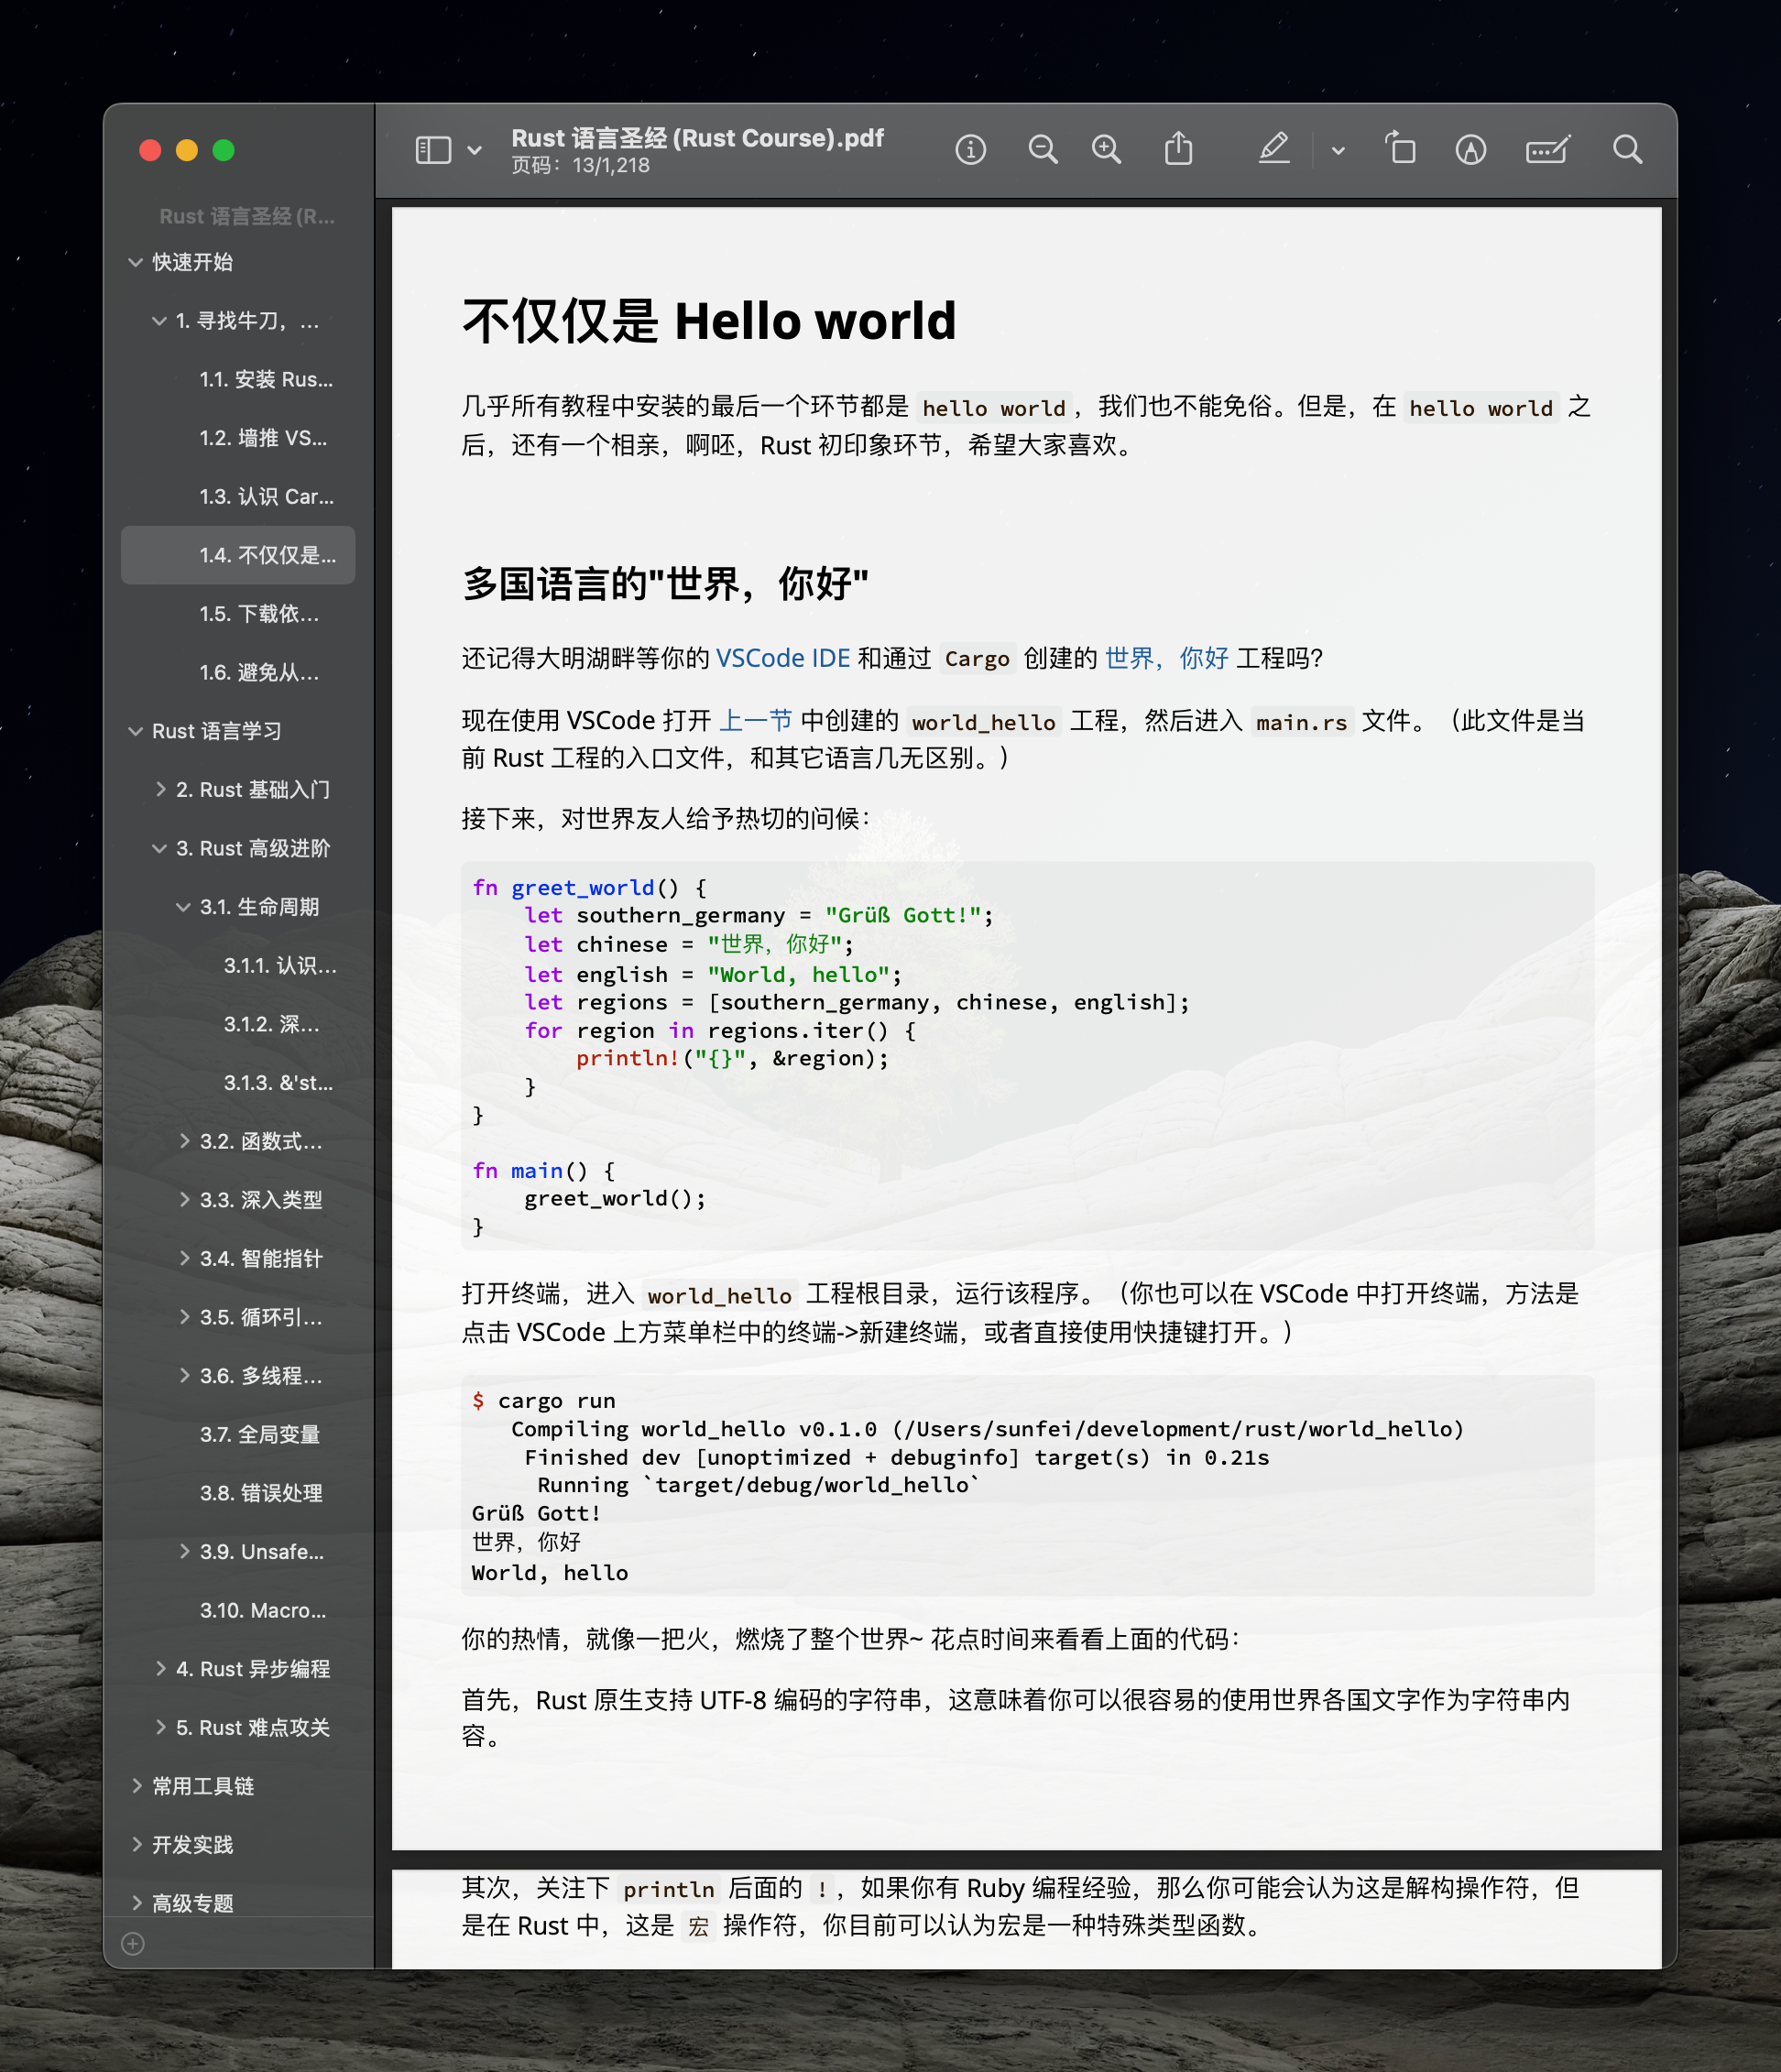 Rust 语言圣经 (Rust Course).pdf
页码：13/1,218
Rust 语言圣经 (R...
快速开始
1. 寻找牛刀，...
1.1. 安装 Rus...
1.2. 墙推 VS...
1.3. 认识 Car...
1.4. 不仅仅是...
1.5. 下载依...
1.6. 避免从...
Rust 语言学习
2. Rust 基础入门
3. Rust 高级进阶
3.1. 生命周期
3.1.1. 认识...
3.1.2. 深...
3.1.3. &'st...
3.2. 函数式...
3.3. 深入类型
3.4. 智能指针
3.5. 循环引...
3.6. 多线程...
3.7. 全局变量
3.8. 错误处理
3.9. Unsafe...
3.10. Macro...
4. Rust 异步编程
5. Rust 难点攻关
常用工具链
开发实践
高级专题
不仅仅是 Hello world
几乎所有教程中安装的最后一个环节都是 hello world，我们也不能免俗。但是，在 hello world 之
后，还有一个相亲，啊呸，Rust 初印象环节，希望大家喜欢。
多国语言的"世界，你好"
还记得大明湖畔等你的 VSCode IDE 和通过 Cargo 创建的 世界，你好 工程吗？
现在使用 VSCode 打开 上一节 中创建的 world_hello 工程，然后进入 main.rs 文件。（此文件是当
前 Rust 工程的入口文件，和其它语言几无区别。）
接下来，对世界友人给予热切的问候：
fn greet_world() {
    let southern_germany = "Grüß Gott!";
    let chinese = "世界，你好";
    let english = "World, hello";
    let regions = [southern_germany, chinese, english];
    for region in regions.iter() {
        println!("{}", &region);
    }
}
fn main() {
    greet_world();
}
打开终端，进入 world_hello 工程根目录，运行该程序。（你也可以在 VSCode 中打开终端，方法是
点击 VSCode 上方菜单栏中的终端->新建终端，或者直接使用快捷键打开。）
$ cargo run
   Compiling world_hello v0.1.0 (/Users/sunfei/development/rust/world_hello)
    Finished dev [unoptimized + debuginfo] target(s) in 0.21s
     Running `target/debug/world_hello`
Grüß Gott!
世界，你好
World, hello
你的热情，就像一把火，燃烧了整个世界~ 花点时间来看看上面的代码：
首先，Rust 原生支持 UTF-8 编码的字符串，这意味着你可以很容易的使用世界各国文字作为字符串内
容。
其次，关注下 println 后面的 !，如果你有 Ruby 编程经验，那么你可能会认为这是解构操作符，但
是在 Rust 中，这是 宏 操作符，你目前可以认为宏是一种特殊类型函数。